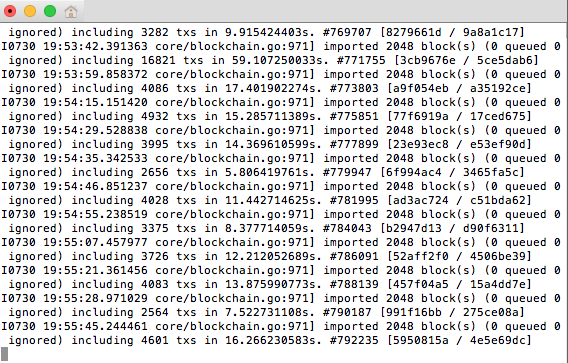 ignored) including 3282 txs in 9.915424403s. #769707 [8279661d / 9a8a1c17]
I0730 19:53:42.391363 core/blockchain.go:971] imported 2048 block(s) (0 queued 0
ignored) including 16821 txs in 59.107250033s. #771755 [3cb9676e / 5ce5dab6]
I0730 19:53:59.858372 core/blockchain.go:971] imported 2048 block(s) (0 queued 0
ignored) including 4086 txs in 17.401902274s. #773803 [a9f054eb / a35192ce]
I0730 19:54:15.151420 core/blockchain.go:971] imported 2048 block(s) (0 queued 0
ignored) including 4932 txs in 15.285711389s. #775851 [77f6919a / 17ced675]
I0730 19:54:29.528838 core/blockchain.go:971] imported 2048 block(s) (0 queued 0
ignored) including 3995 txs in 14.369610599s. #777899 [23e93ec8 / e53ef90d]
I0730 19:54:35.342533 core/blockchain.go:971] imported 2048 block(s) (0 queued 0
ignored) including 2656 txs in 5.806419761s. #779947 [6f994ac4 / 3465fa5c]
I0730 19:54:46.851237 core/blockchain.go:971] imported 2048 block(s) (0 queued 0
ignored) including 4028 txs in 11.442714625s. #781995 [ad3ac724 / c51bda62]
I0730 19:54:55.238519 core/blockchain.go:971] imported 2048 block(s) (0 queued 0
ignored) including 3375 txs in 8.377714059s. #784043 [b2947d13 / d90f6311]
I0730 19:55:07.457977 core/blockchain.go:971] imported 2048 block(s) (0 queued 0
ignored) including 3726 txs in 12.212052689s. #786091 [52aff2f0 / 4506be39]
I0730 19:55:21.361456 core/blockchain.go:971] imported 2048 block(s) (0 queued 0
ignored) including 4083 txs in 13.875990773s. #788139 [457f04a5 / 15a4dd7e]
I0730 19:55:28.971029 core/blockchain.go:971] imported 2048 block(s) (0 queued 0
ignored) including 2564 txs in 7.522731108s. #790187 [991f16bb / 275ce08a]
I0730 19:55:45.244461 core/blockchain.go:971] imported 2048 block(s) (0 queued 0
ignored) including 4601 txs in 16.266230583s. #792235 [5950815a / 4e5e69dc]